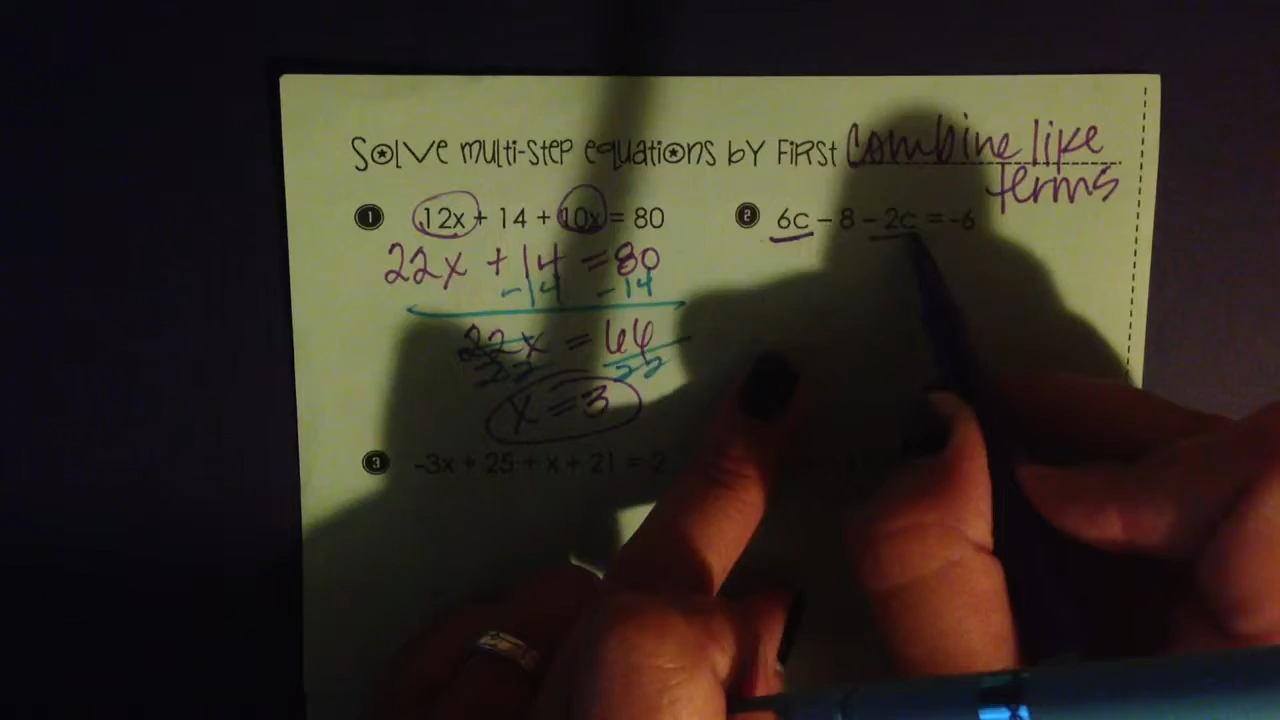 Solve multi-step equations by first combine like
terms
1 12x + 14 + 10x = 80
2 6c - 8 - 2c = -6
22x + 14 = 80
-14 -14
22x = 66
22 22
x = 3
3 -3x + 25 + x + 21 = 2